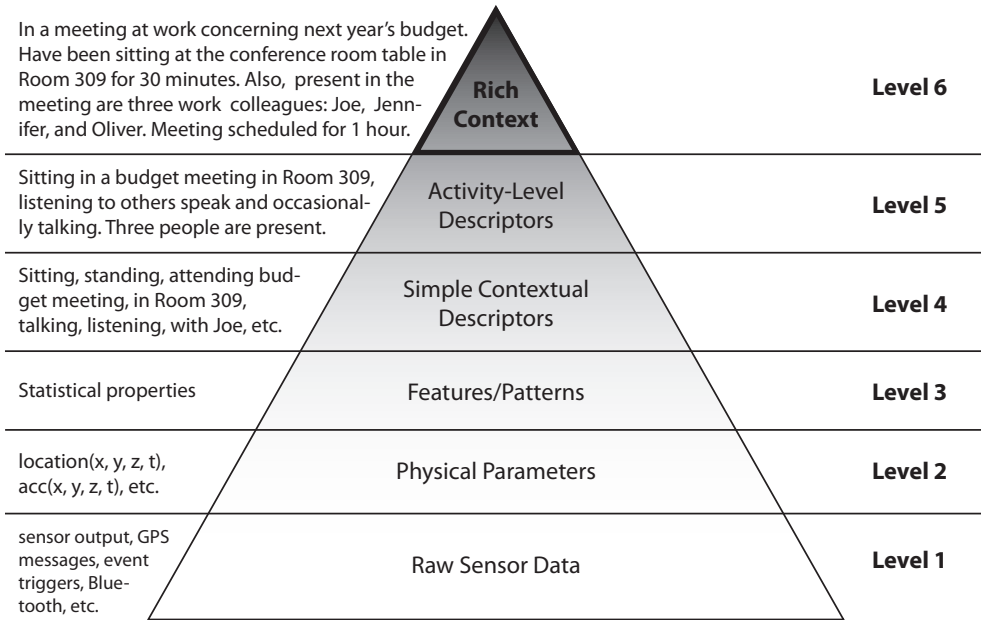 In a meeting at work concerning next year's budget.
Have been sitting at the conference room table in
Room 309 for 30 minutes. Also, present in the
meeting are three work colleagues: Joe, Jenn-
ifer, and Oliver. Meeting scheduled for 1 hour.
Rich
Context
Level 6
Sitting in a budget meeting in Room 309,
listening to others speak and occasional-
ly talking. Three people are present.
Activity-Level
Descriptors
Level 5
Sitting, standing, attending bud-
get meeting, in Room 309,
talking, listening, with Joe, etc.
Simple Contextual
Descriptors
Level 4
Statistical properties
Features/Patterns
Level 3
location(x, y, z, t),
acc(x, y, z, t), etc.
Physical Parameters
Level 2
sensor output, GPS
messages, event
triggers, Blue-
tooth, etc.
Raw Sensor Data
Level 1